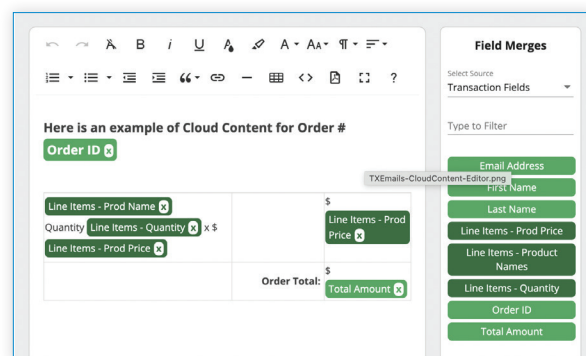 Here is an example of Cloud Content for Order #
Order ID x
Line Items - Prod Name x
Quantity Line Items - Quantity x x $
Line Items - Prod Price x
$
Line Items - Prod
Price x
Order Total:
$
Total Amount x
Field Merges
Select Source
Transaction Fields
Type to Filter
Email Address
TXEmails-CloudContent-Editor.png
First Name
Last Name
Line Items - Prod Price
Line Items - Product
Names
Line Items - Quantity
Order ID
Total Amount